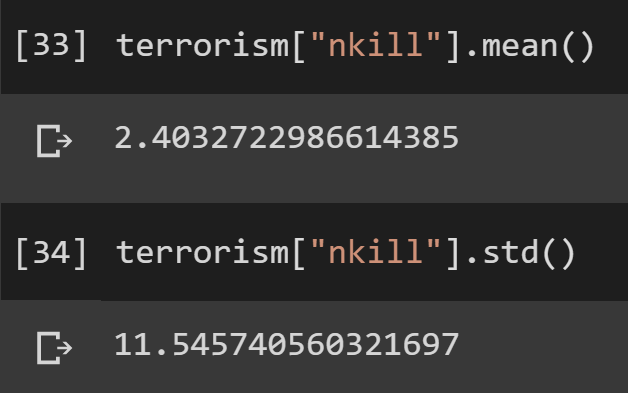 [33] terrorism["nkill"].mean()
2.4032722986614385
[34] terrorism["nkill"].std()
11.545740560321697